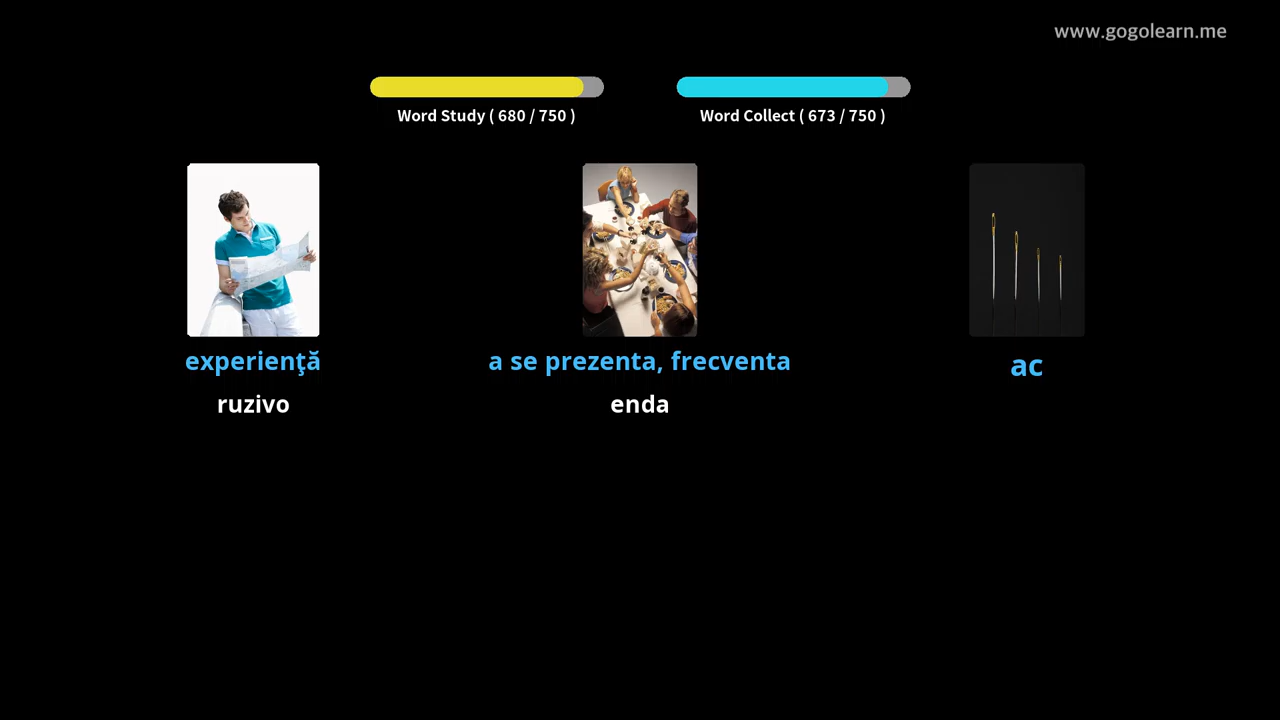 www.gogolearn.me
Word Study ( 680 / 750 )
Word Collect ( 673 / 750 )
experienţă
a se prezenta, frecventa
ac
ruzivo
enda